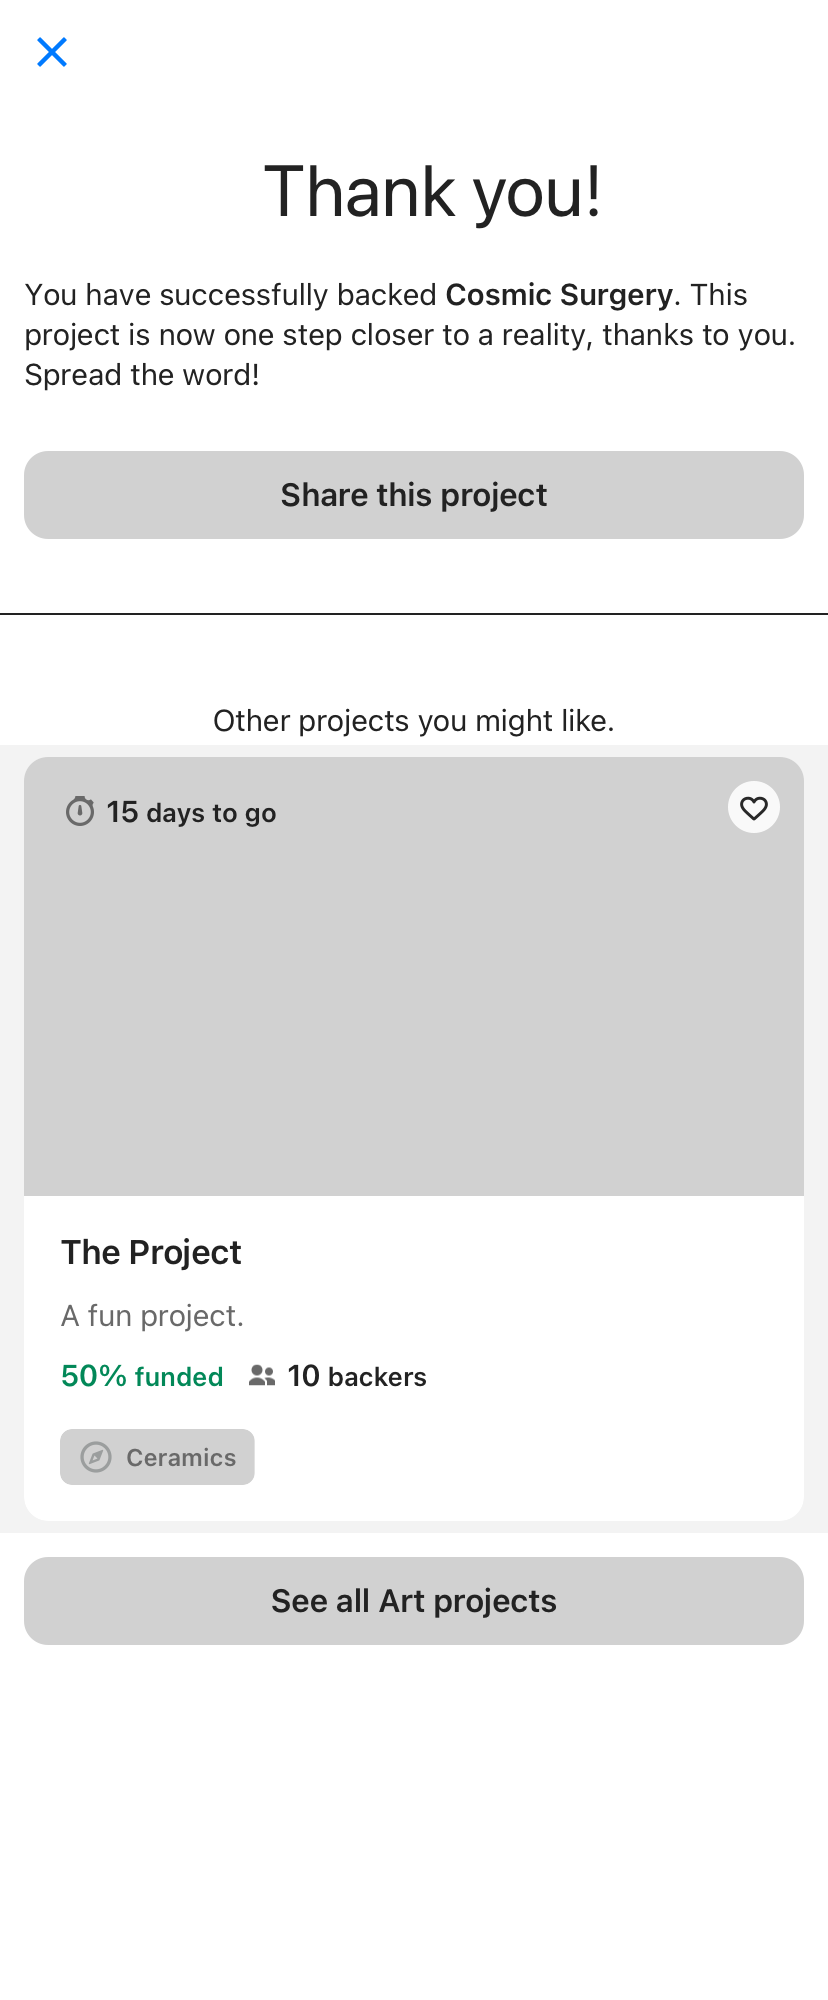 Thank you!
You have successfully backed Cosmic Surgery. This
project is now one step closer to a reality, thanks to you.
Spread the word!
Share this project
Other projects you might like.
15 days to go
The Project
A fun project.
50% funded 10 backers
Ceramics
See all Art projects